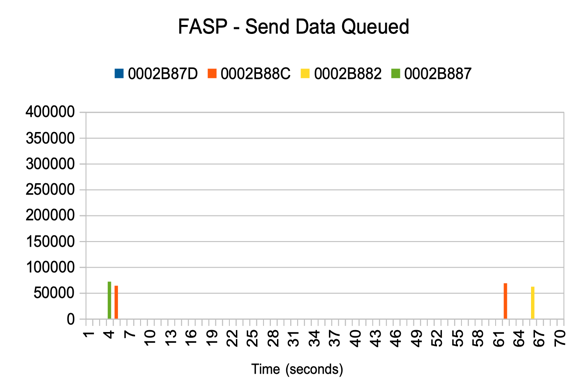 FASP - Send Data Queued
0002B87D 0002B88C 0002B882 0002B887
400000
350000
300000
250000
200000
150000
100000
50000
0
1 4 7 10 13 16 19 22 25 28 31 34 37 40 43 46 49 52 55 58 61 64 67 70
Time (seconds)